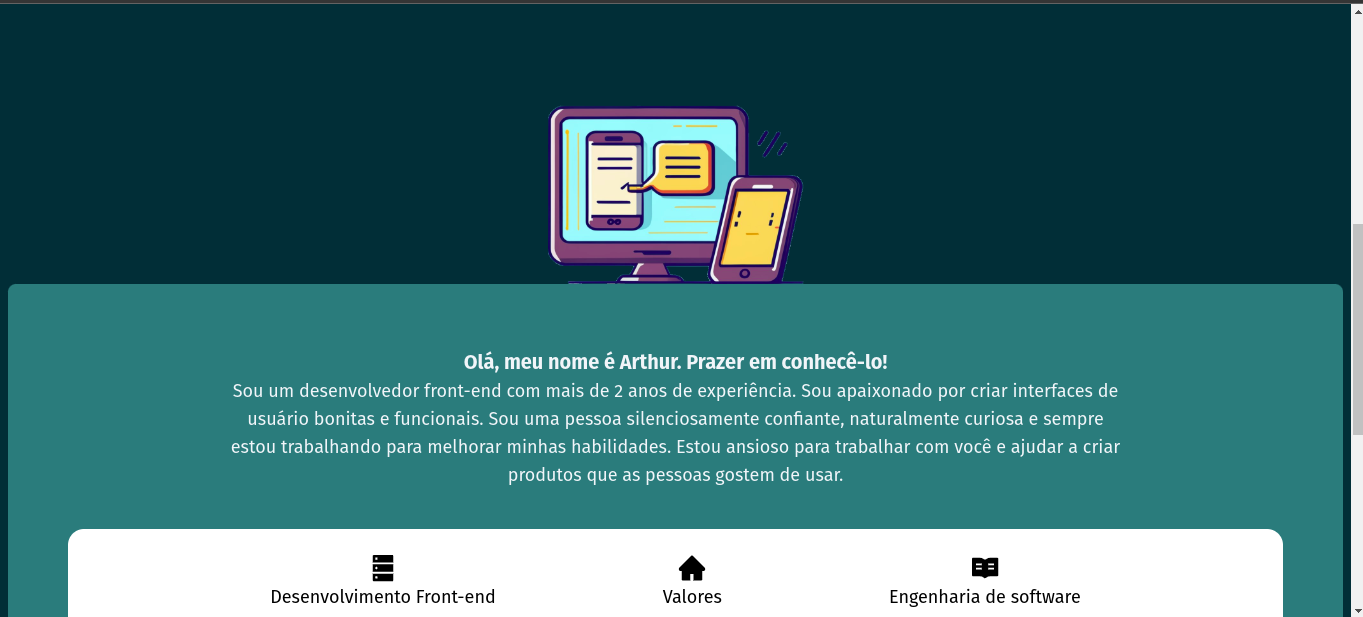 Olá, meu nome é Arthur. Prazer em conhecê-lo!
Sou um desenvolvedor front-end com mais de 2 anos de experiência. Sou apaixonado por criar interfaces de
usuário bonitas e funcionais. Sou uma pessoa silenciosamente confiante, naturalmente curiosa e sempre
estou trabalhando para melhorar minhas habilidades. Estou ansioso para trabalhar com você e ajudar a criar
produtos que as pessoas gostem de usar.
Desenvolvimento Front-end
Valores
Engenharia de software